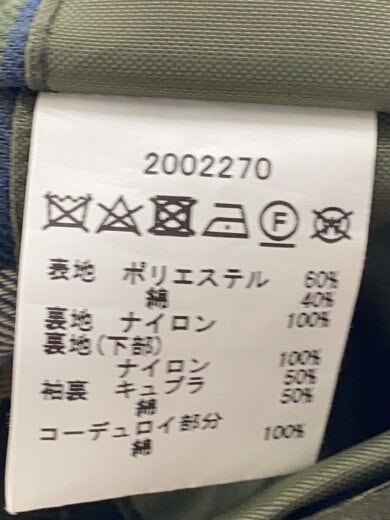 2002270
F
W
表地 ポリエステル 60%
綿 40%
裏地 ナイロン 100%
裏地(下部)
ナイロン 100%
袖裏 キュプラ 50%
綿 50%
コーデュロイ部分
綿 100%